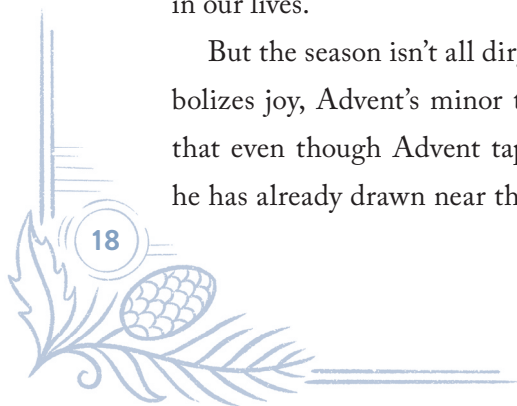 in our lives.
But the season isn’t all
bolizes joy, Advent’s minor
that even though Advent
he has already drawn near
18